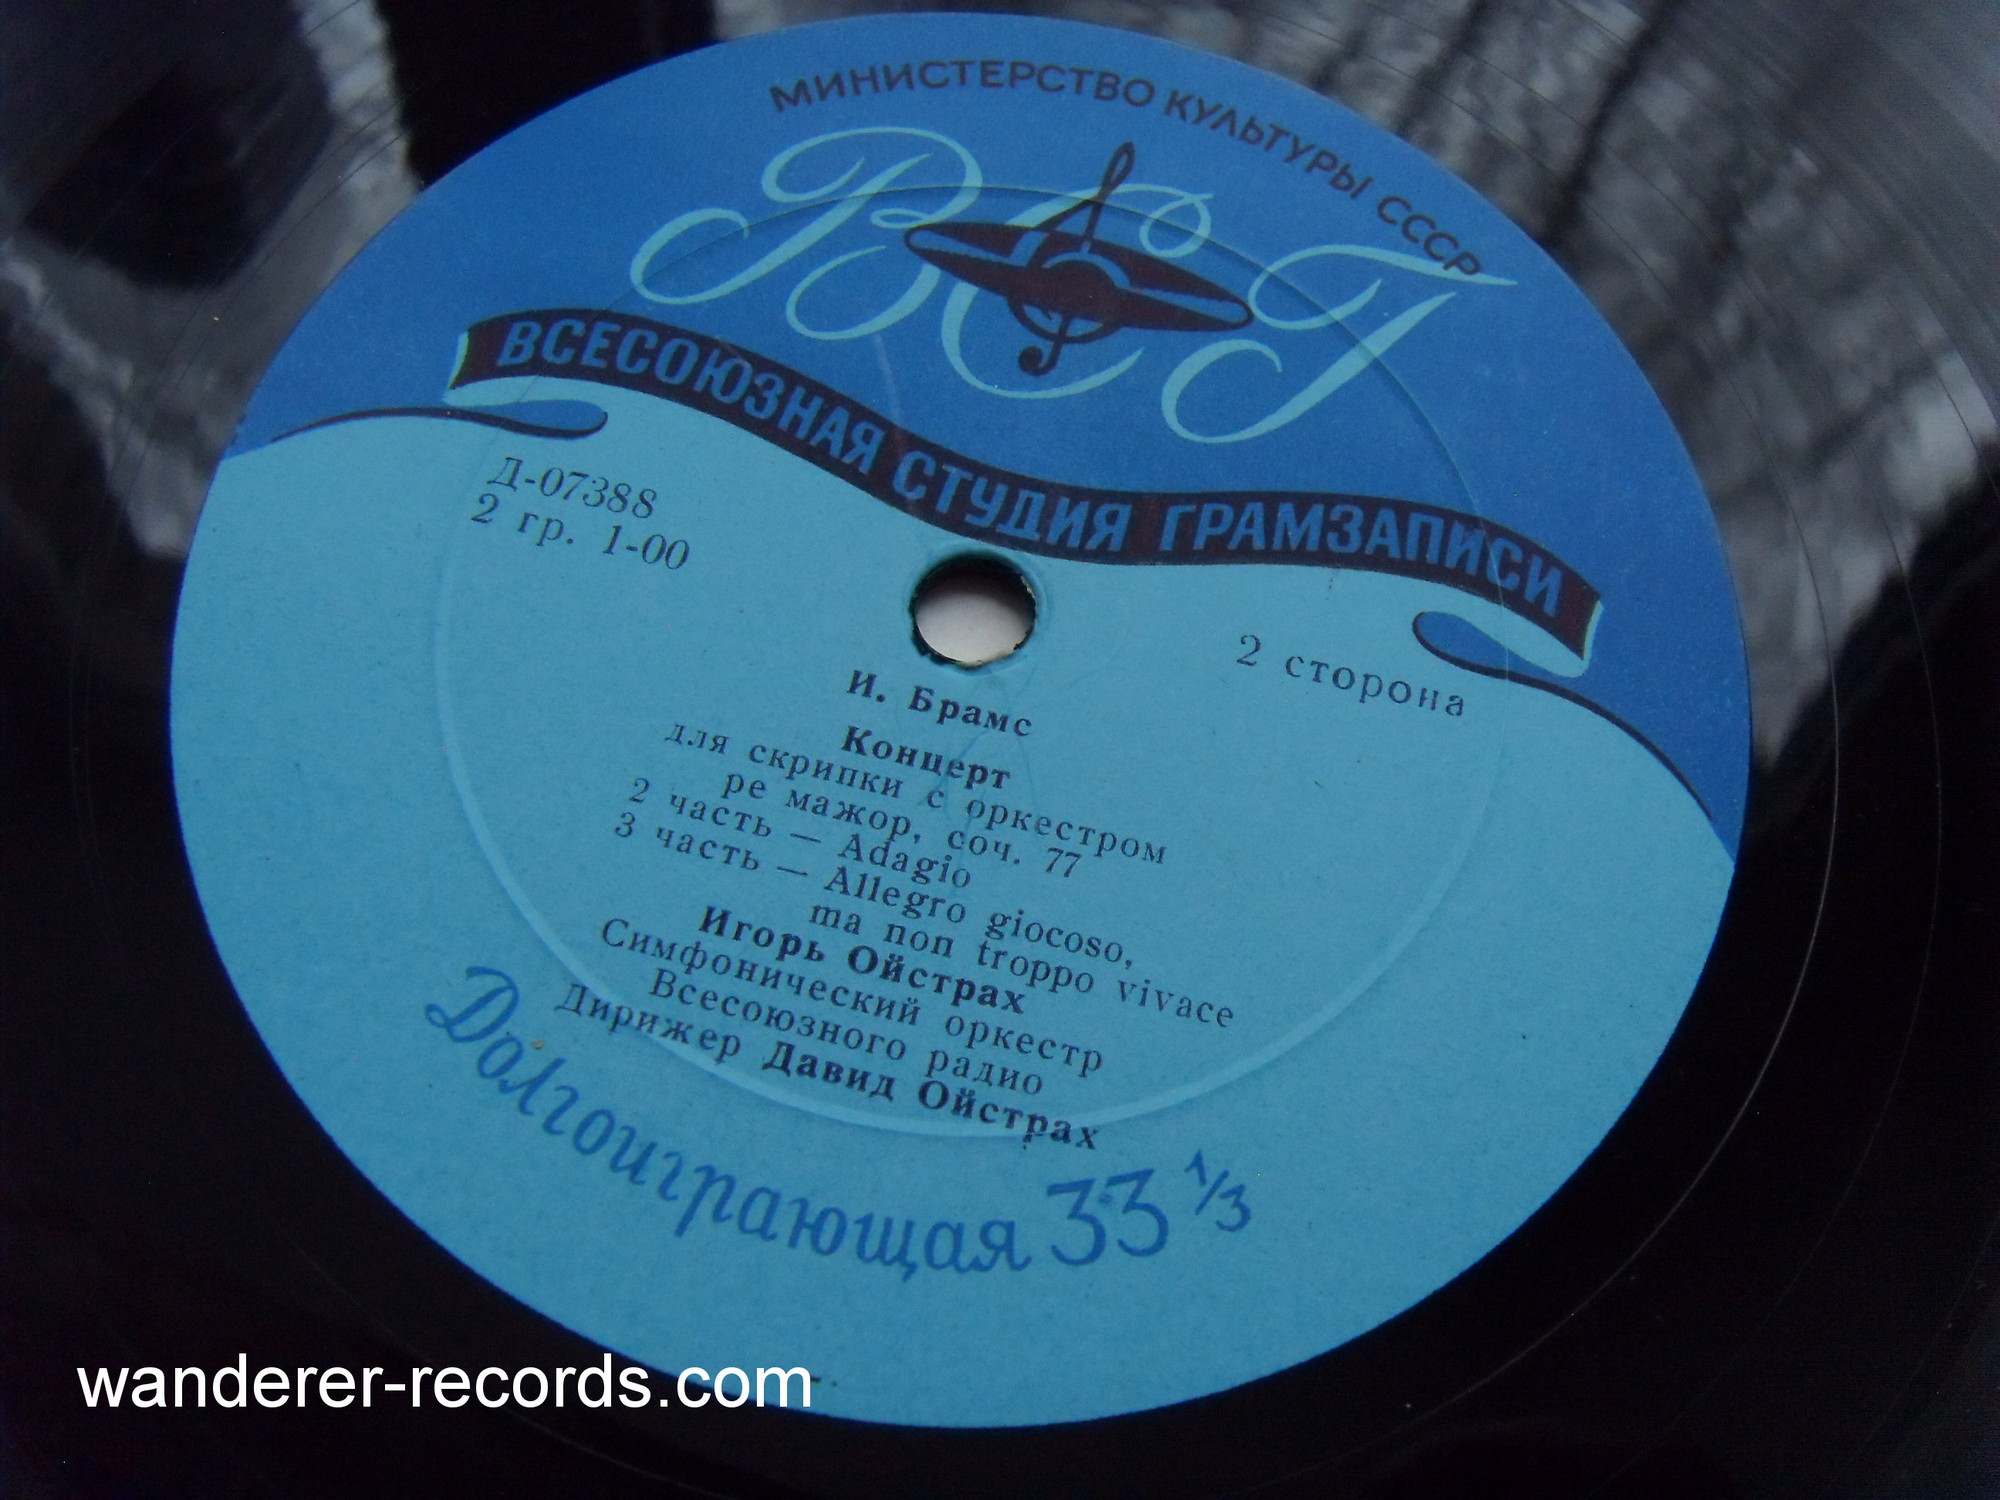 МИНИСТЕРСТВО КУЛЬТУРЫ СССР
ВСГ
ВСЕСОЮЗНАЯ СТУДИЯ ГРАМЗАПИСИ
Д-07388
2 гр. 1-00
2 сторона
И. Брамс
Концерт
для скрипки с оркестром
ре мажор, соч. 77
2 часть — Adagio
3 часть — Allegro giocoso,
ma non troppo vivace
Игорь Ойстрах
Симфонический оркестр
Всесоюзного радио
Дирижер Давид Ойстрах
Долгоиграющая 33 1/3
wanderer-records.com